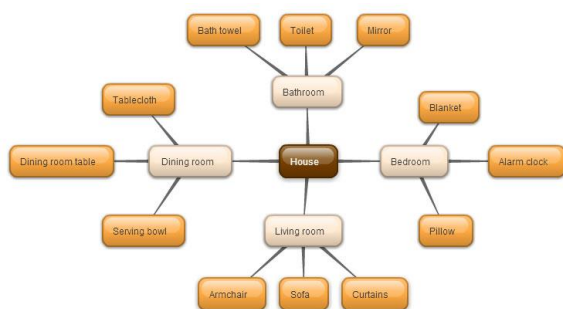 Bath towel
Toilet
Mirror
Bathroom
Tablecloth
Blanket
Dining room table
Dining room
House
Bedroom
Alarm clock
Serving bowl
Living room
Pillow
Armchair
Sofa
Curtains